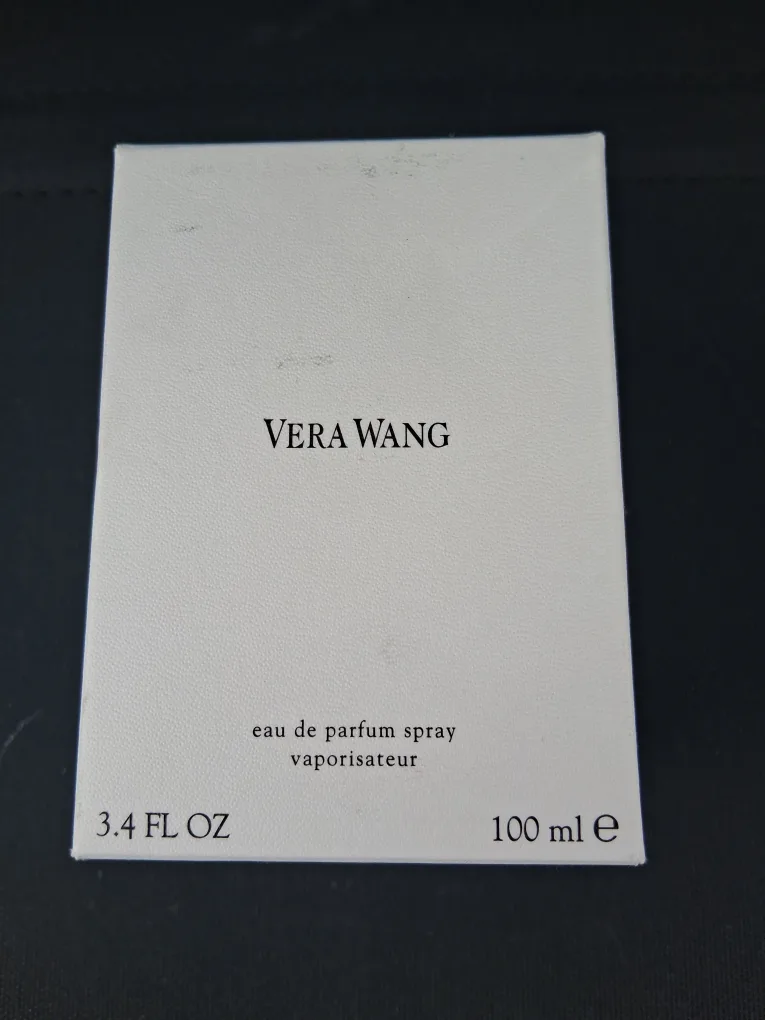 VERA WANG
eau de parfum spray
vaporisateur
3.4 FL OZ
100 ml ℮